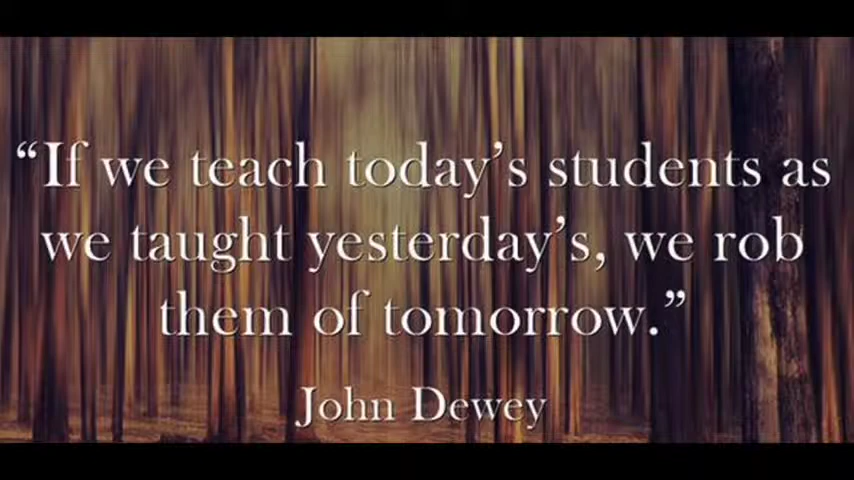 “If we teach today’s students as
we taught yesterday’s, we rob
them of tomorrow.”
John Dewey